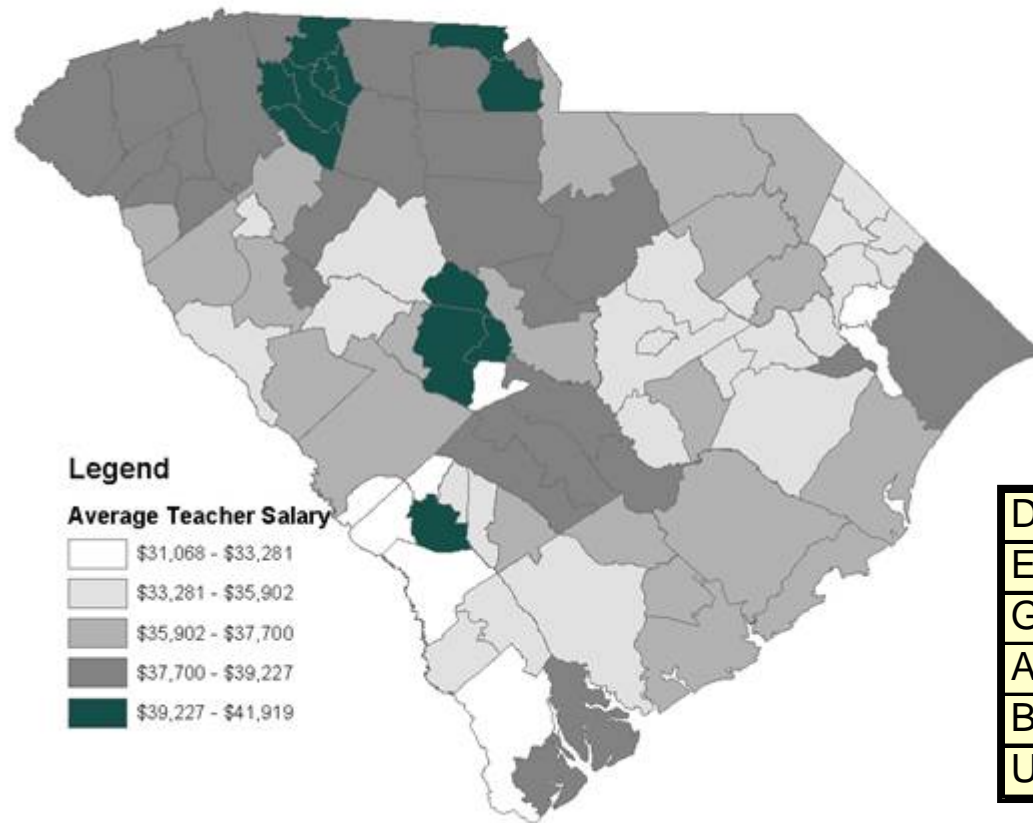 Legend
Average Teacher Salary
$31,068 - $33,281
$33,281 - $35,902
$35,902 - $37,700
$37,700 - $39,227
$39,227 - $41,919
D
E
G
A
B
U